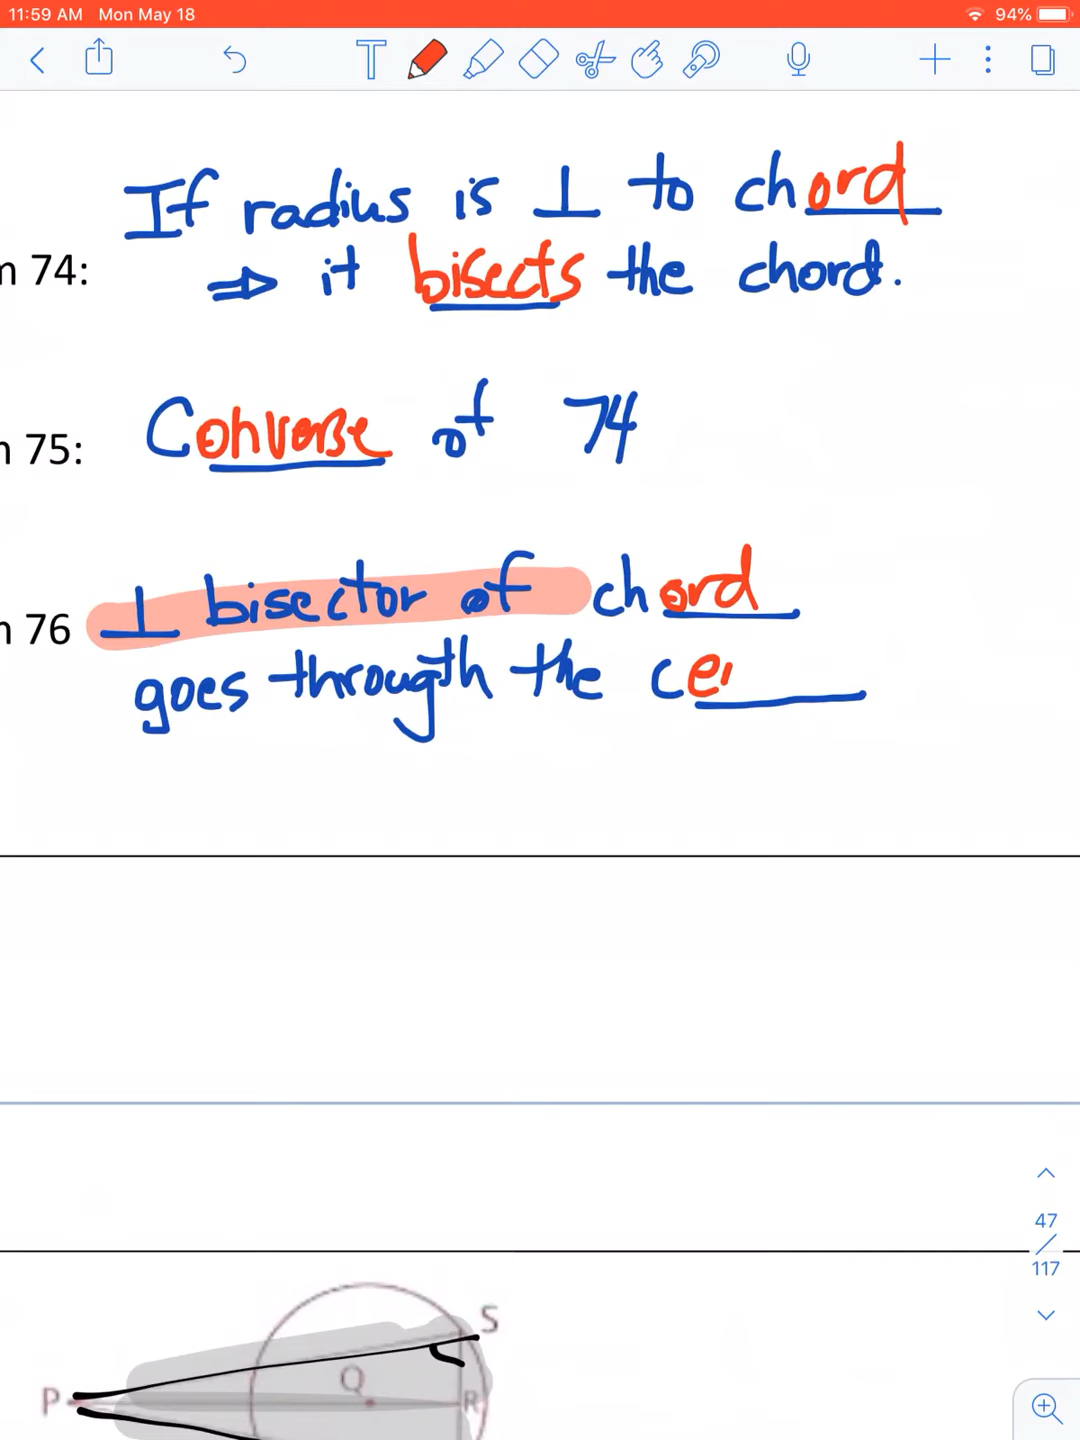 11:59 AM Mon May 18
94%
T
If radius is ⊥ to chord
m 74: ⇒ it bisects the chord.
m 75: Converse of 74
m 76 ⊥ bisector of chord
goes through the ce
47
/
117
S
Q
P
R